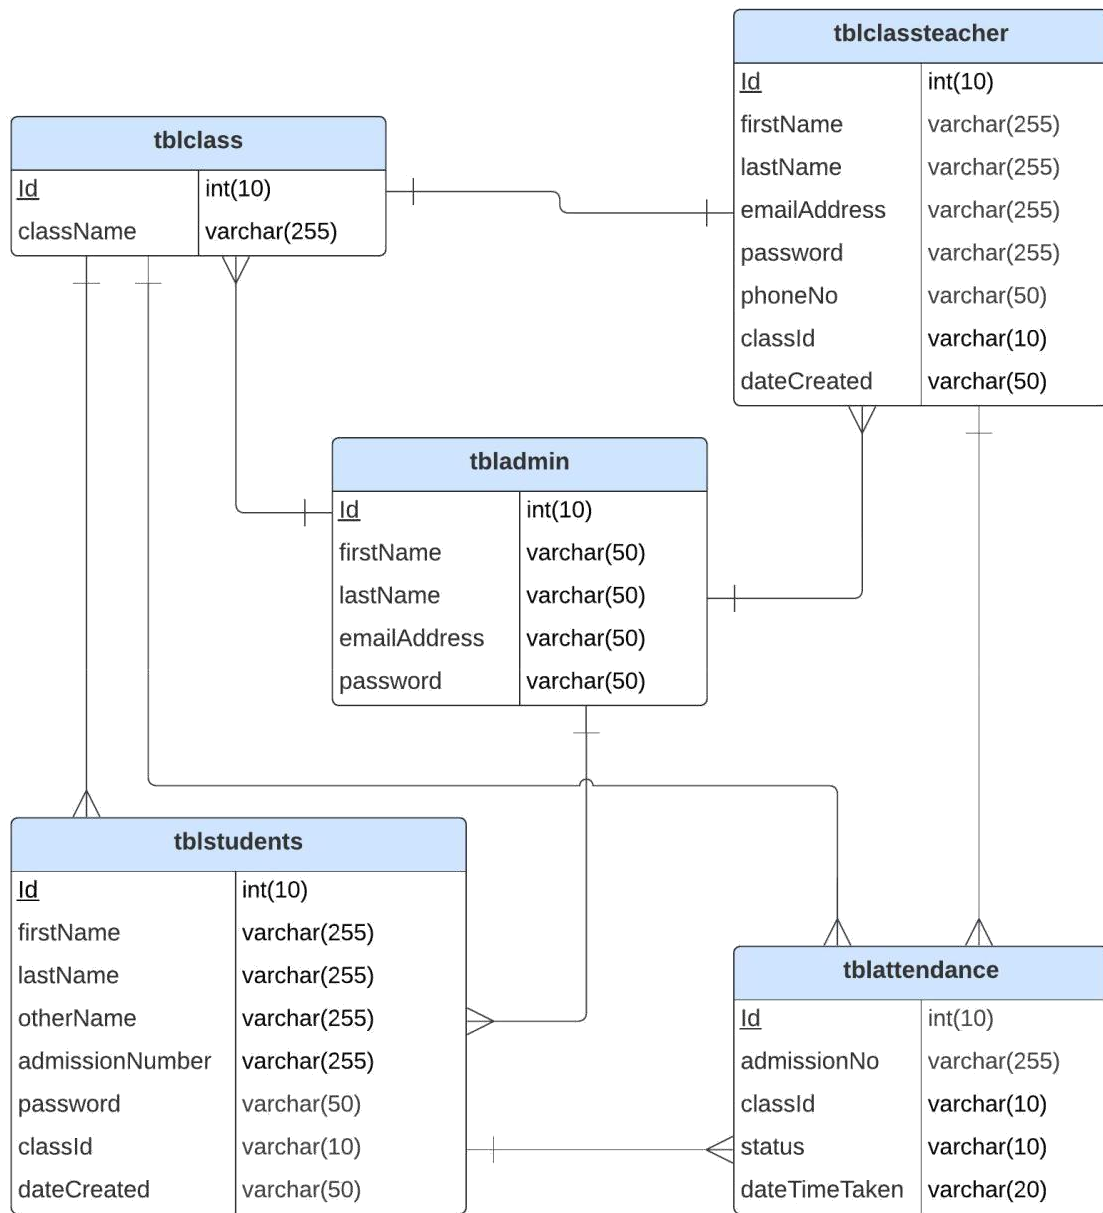 tblclassteacher
Id int(10)
firstName varchar(255)
lastName varchar(255)
emailAddress varchar(255)
password varchar(255)
phoneNo varchar(50)
classId varchar(10)
dateCreated varchar(50)
tblclass
Id int(10)
className varchar(255)
tbladmin
Id int(10)
firstName varchar(50)
lastName varchar(50)
emailAddress varchar(50)
password varchar(50)
tblstudents
Id int(10)
firstName varchar(255)
lastName varchar(255)
otherName varchar(255)
admissionNumber varchar(255)
password varchar(50)
classId varchar(10)
dateCreated varchar(50)
tblattendance
Id int(10)
admissionNo varchar(255)
classId varchar(10)
status varchar(10)
dateTimeTaken varchar(20)